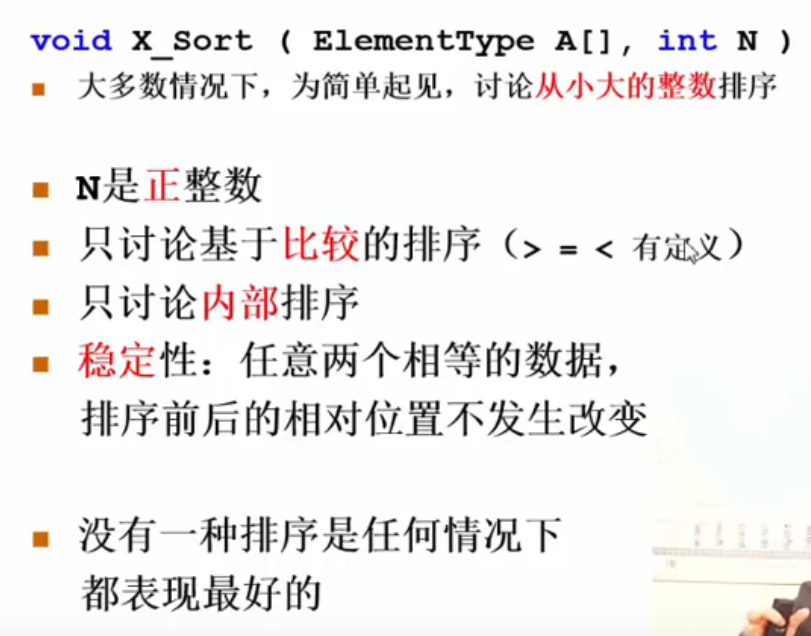 void X_Sort ( ElementType A[], int N )
大多数情况下，为简单起见，讨论从小大的整数排序
N是正整数
只讨论基于比较的排序（> = < 有定义）
只讨论内部排序
稳定性：任意两个相等的数据，
排序前后的相对位置不发生改变
没有一种排序是任何情况下
都表现最好的